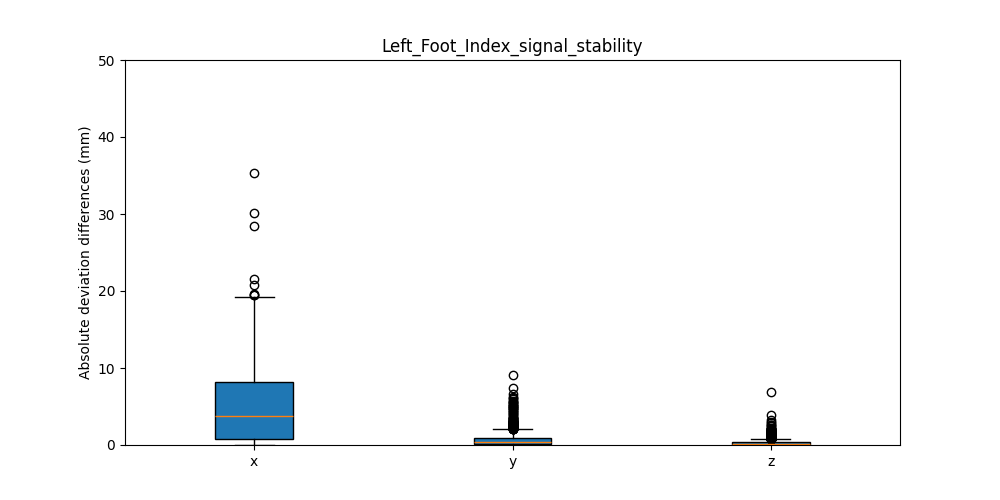 Left_Foot_Index_signal_stability
Absolute deviation differences (mm)
50
40
30
20
10
0
x y z